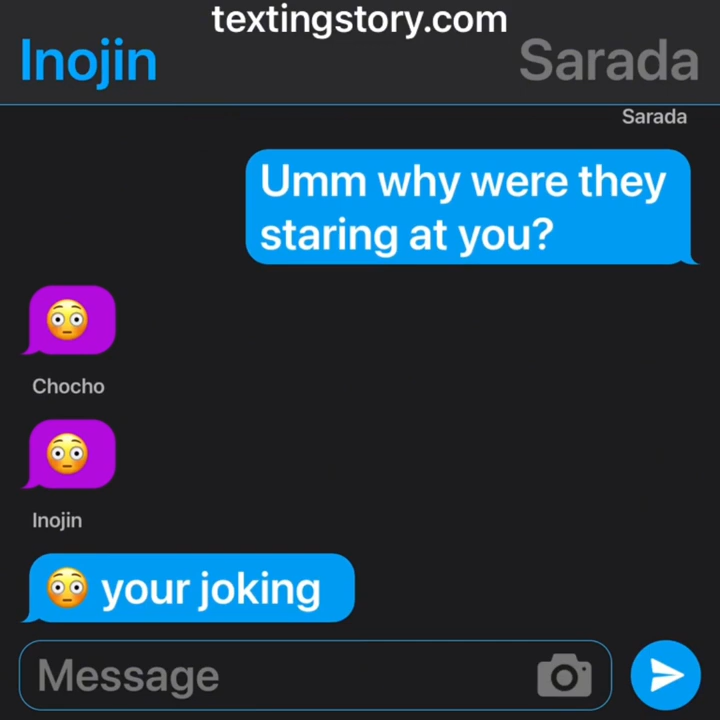 textingstory.com
Inojin
Sarada
Sarada
Umm why were they
staring at you?
😳
Chocho
😳
Inojin
😳 your joking
Message